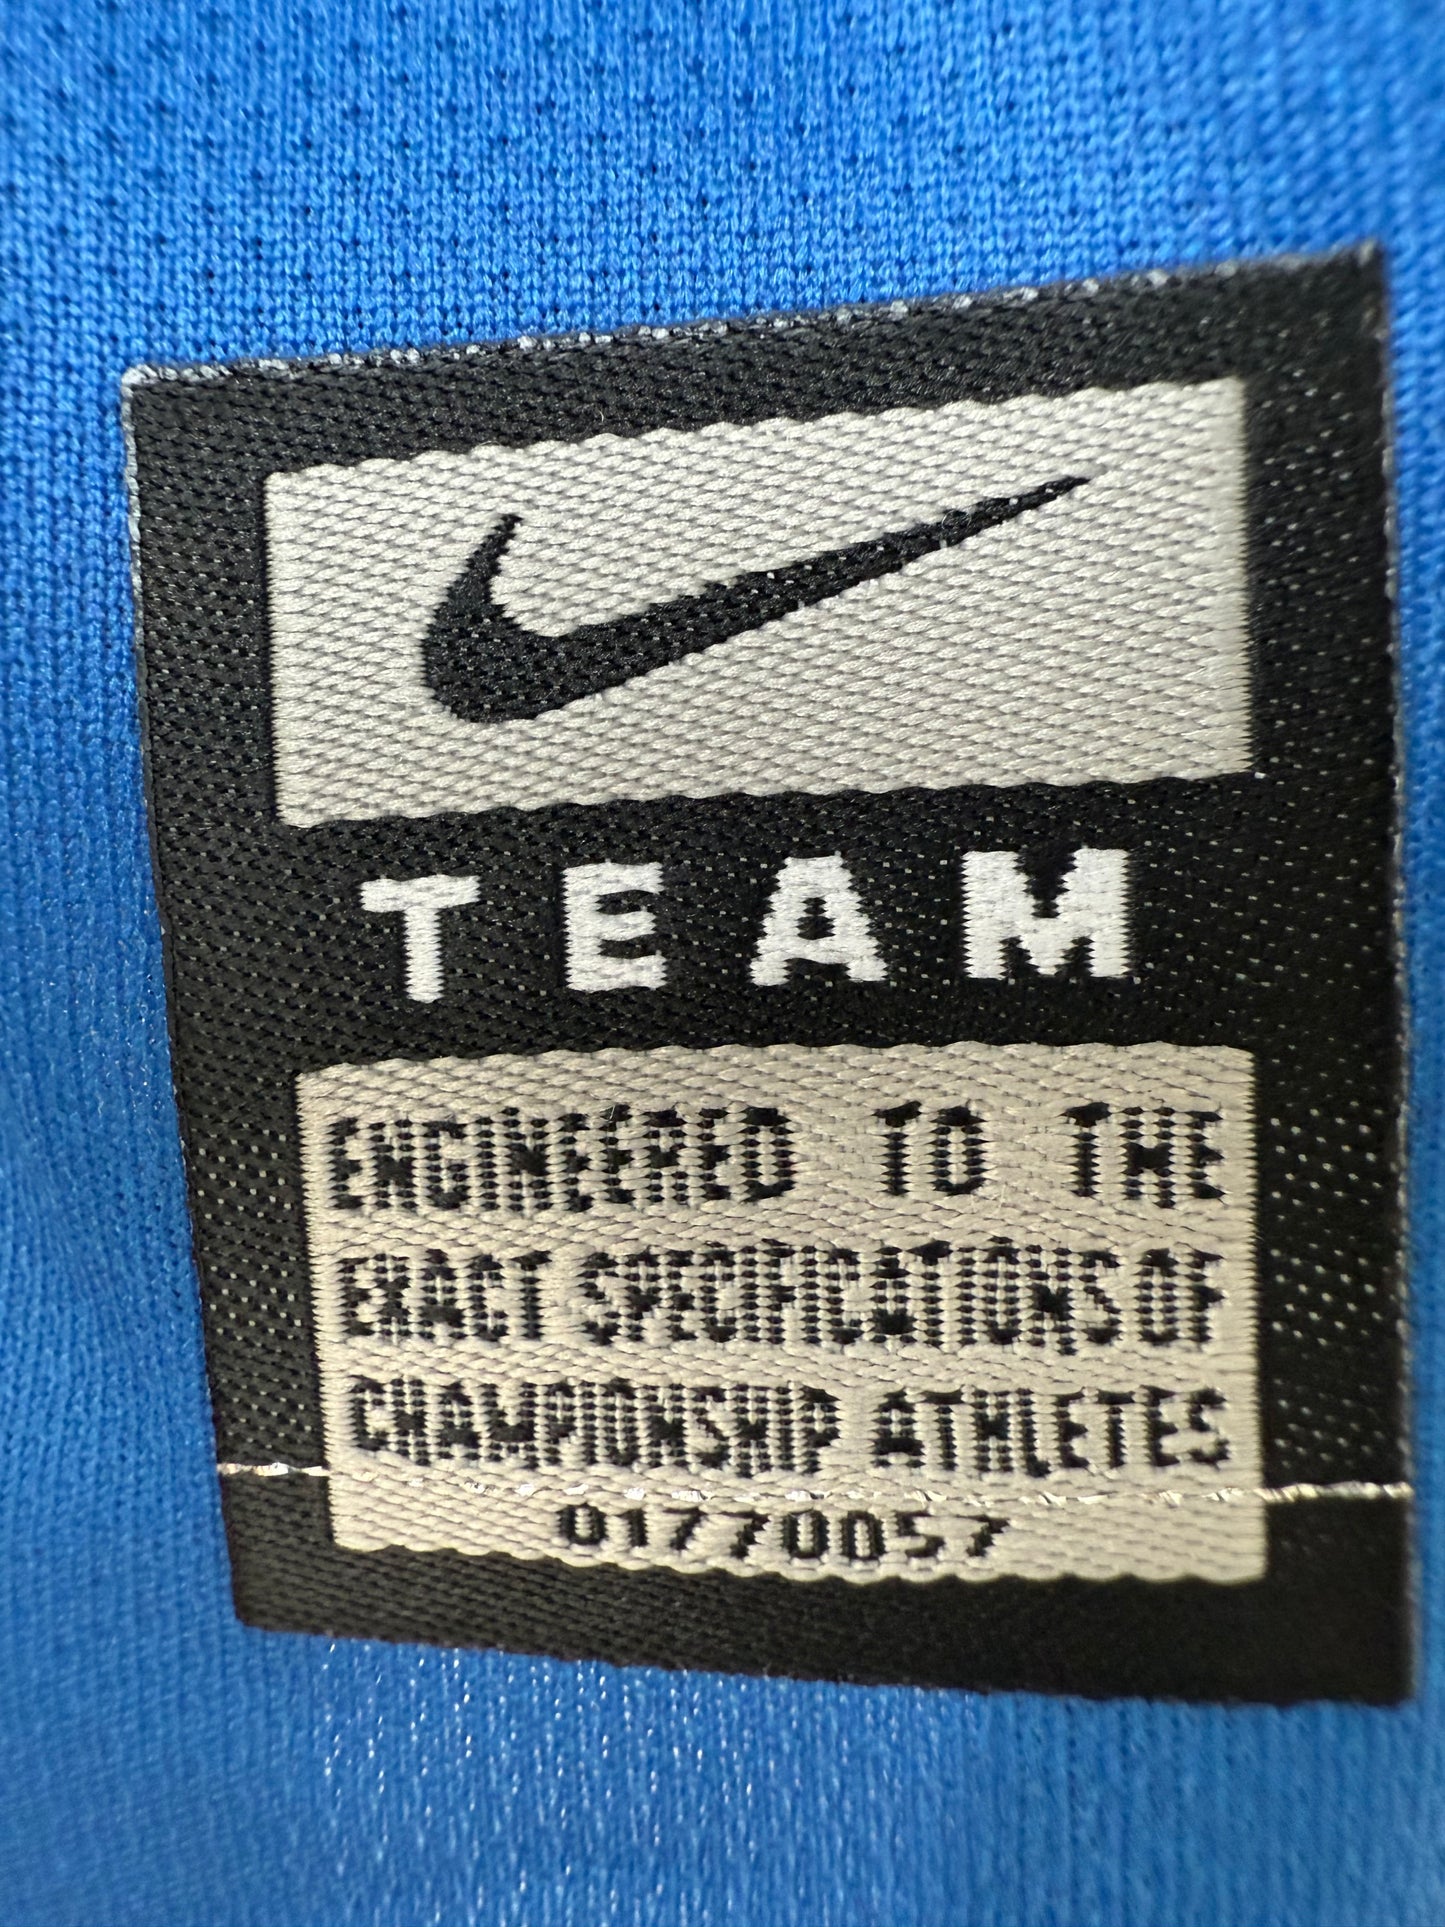 TEAM
ENGINEERED TO THE
EXACT SPECIFICATIONS OF
CHAMPIONSHIP ATHLETES
01770057